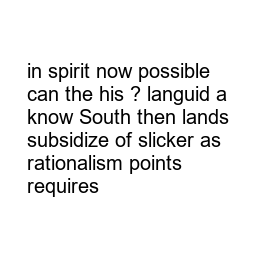 in spirit now possible
can the his ? languid a
know South then lands
subsidize of slicker as
rationalism points
requires